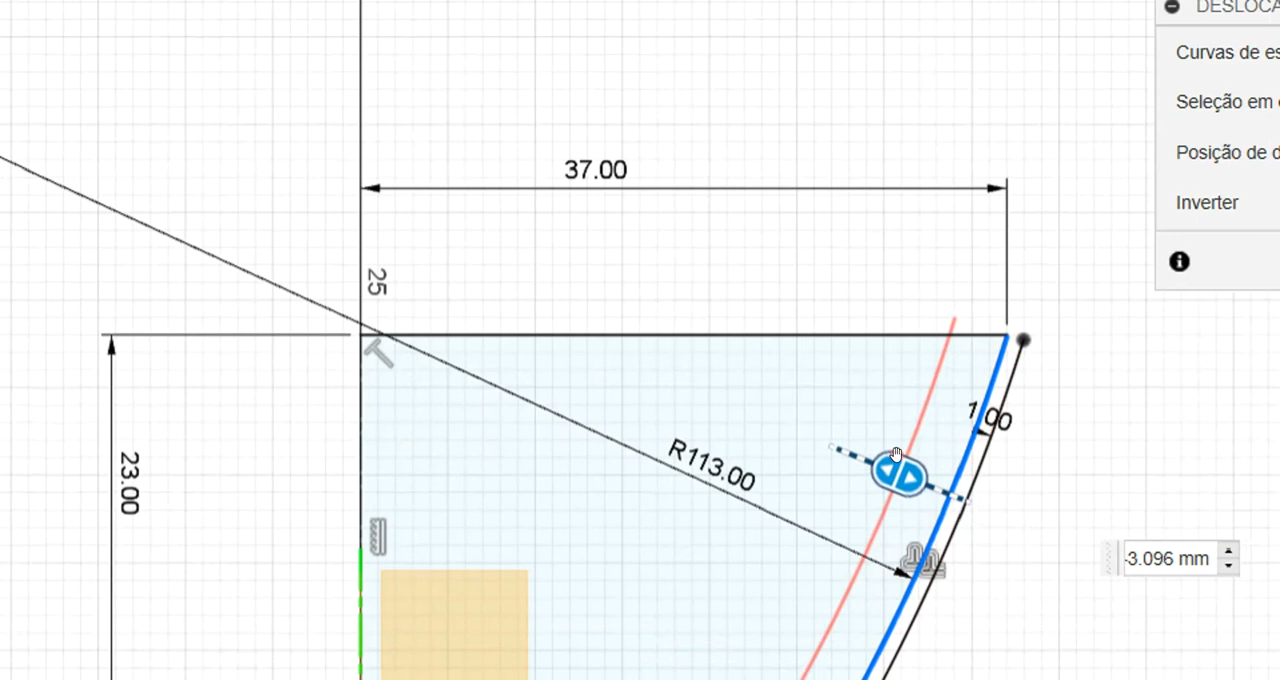 DESLOCA
Curvas de es
Seleção em
Posição de d
Inverter
37.00
25
1.00
R113.00
23.00
-3.096 mm